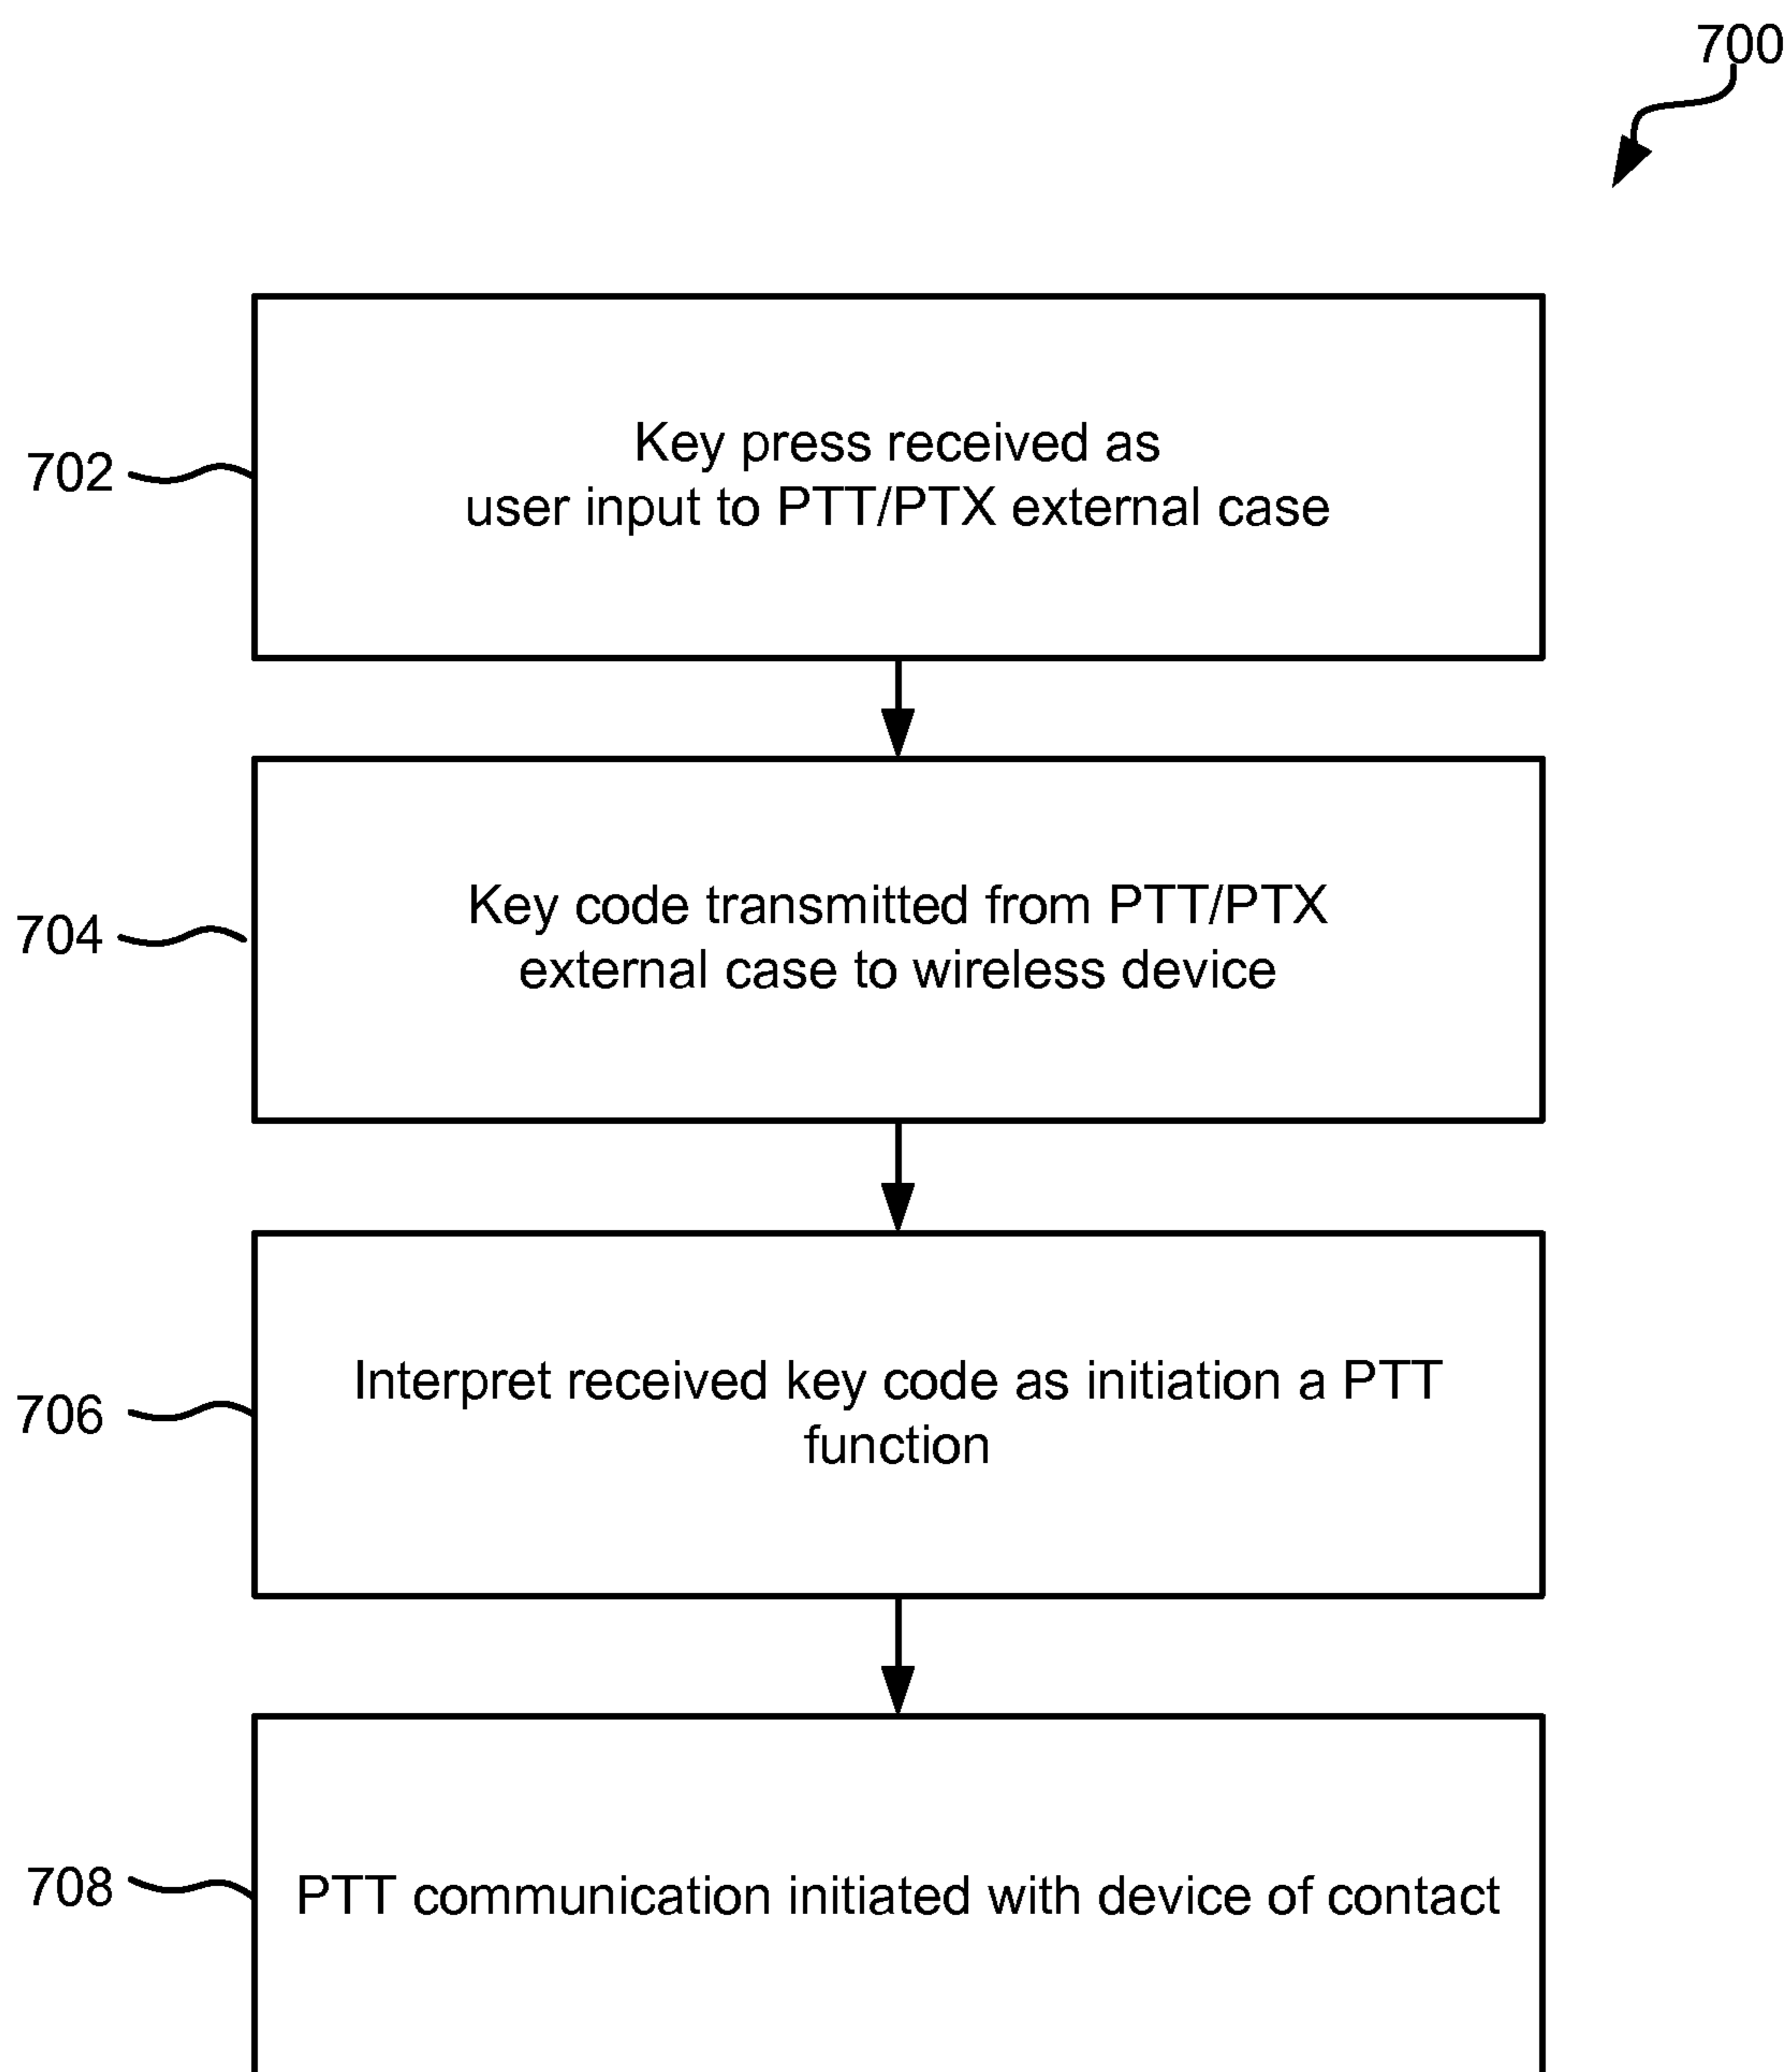 700
702
Key press received as
user input to PTT/PTX external case
704
Key code transmitted from PTT/PTX
external case to wireless device
706
Interpret received key code as initiation a PTT
function
708
PTT communication initiated with device of contact